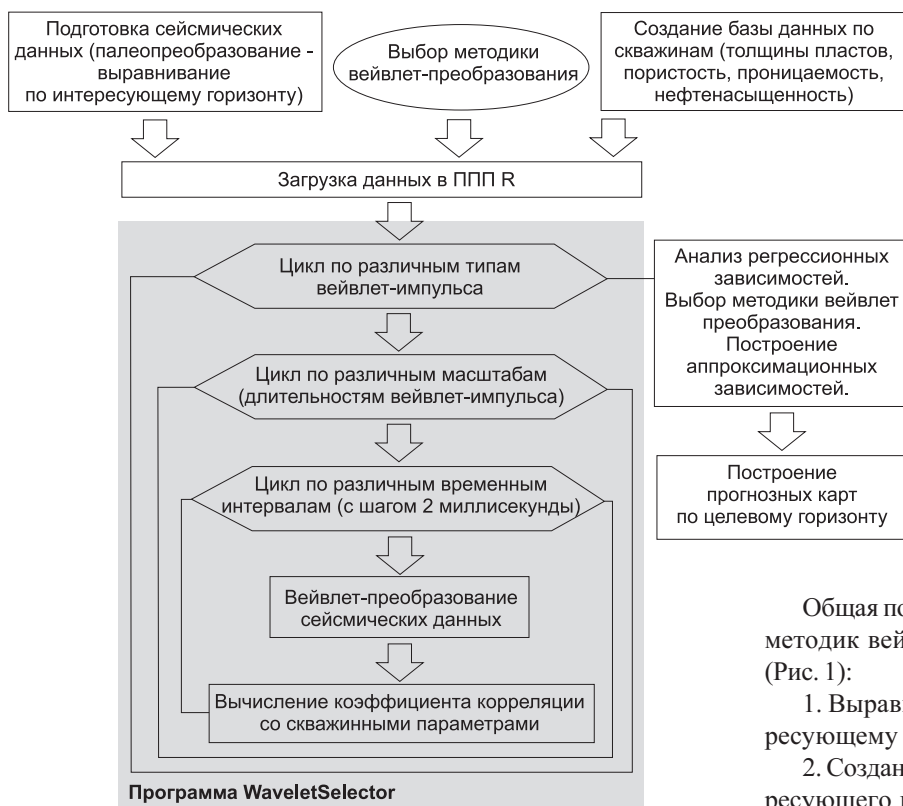 Подготовка сейсмических
данных (палеопреобразование -
выравнивание
по интересующему горизонту)
Выбор методики
вейвлет-преобразования
Создание базы данных по
скважинам (толщины пластов,
пористость, проницаемость,
нефтенасыщенность)
Загрузка данных в ППП R
Цикл по различным типам
вейвлет-импульса
Цикл по различным масштабам
(длительностям вейвлет-импульса)
Цикл по различным временным
интервалам (с шагом 2 миллисекунды)
Вейвлет-преобразование
сейсмических данных
Вычисление коэффициента корреляции
со скважинными параметрами
Программа WaveletSelector
Анализ регрессионных
зависимостей.
Выбор методики вейвлет
преобразования.
Построение
аппроксимационных
зависимостей.
Построение
прогнозных карт
по целевому горизонту
Общая по
методик вей
(Рис. 1):
1. Вырав
ресующему
2. Создан
ресующего